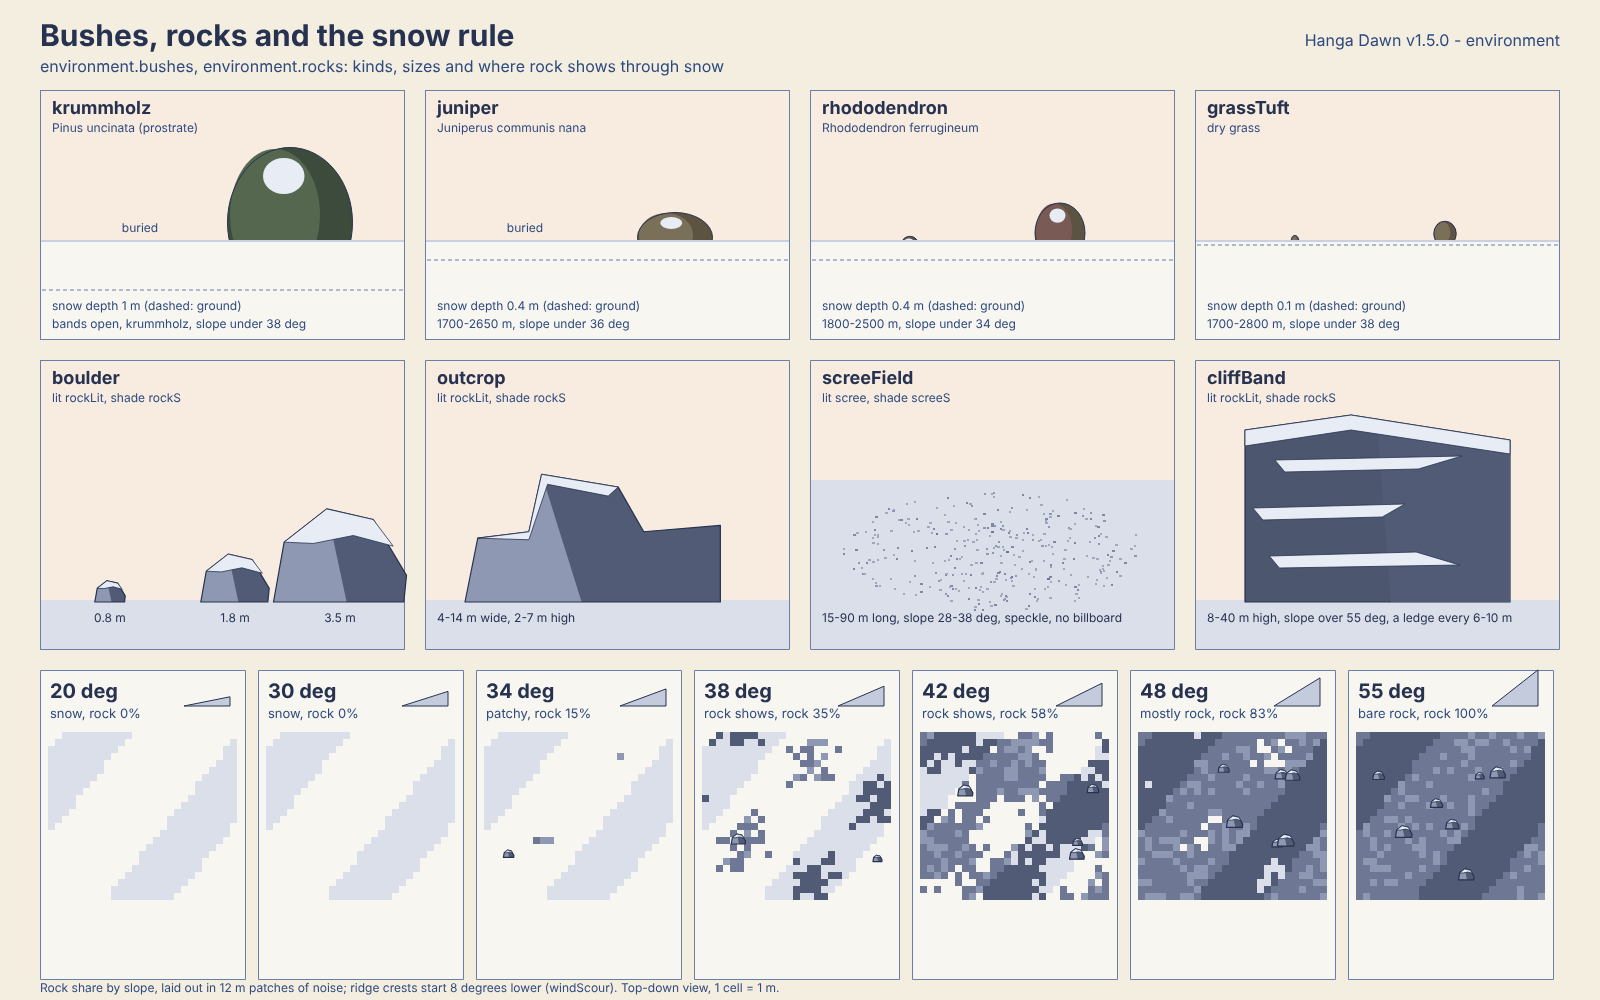 Bushes, rocks and the snow rule
Hanga Dawn v1.5.0 - environment
environment.bushes, environment.rocks: kinds, sizes and where rock shows through snow
krummholz
Pinus uncinata (prostrate)
buried
snow depth 1 m (dashed: ground)
bands open, krummholz, slope under 38 deg
juniper
Juniperus communis nana
buried
snow depth 0.4 m (dashed: ground)
1700-2650 m, slope under 36 deg
rhododendron
Rhododendron ferrugineum
snow depth 0.4 m (dashed: ground)
1800-2500 m, slope under 34 deg
grassTuft
dry grass
snow depth 0.1 m (dashed: ground)
1700-2800 m, slope under 38 deg
boulder
lit rockLit, shade rockS
0.8 m
1.8 m
3.5 m
outcrop
lit rockLit, shade rockS
4-14 m wide, 2-7 m high
screeField
lit scree, shade screeS
15-90 m long, slope 28-38 deg, speckle, no billboard
cliffBand
lit rockLit, shade rockS
8-40 m high, slope over 55 deg, a ledge every 6-10 m
20 deg
snow, rock 0%
30 deg
snow, rock 0%
34 deg
patchy, rock 15%
38 deg
rock shows, rock 35%
42 deg
rock shows, rock 58%
48 deg
mostly rock, rock 83%
55 deg
bare rock, rock 100%
Rock share by slope, laid out in 12 m patches of noise; ridge crests start 8 degrees lower (windScour). Top-down view, 1 cell = 1 m.